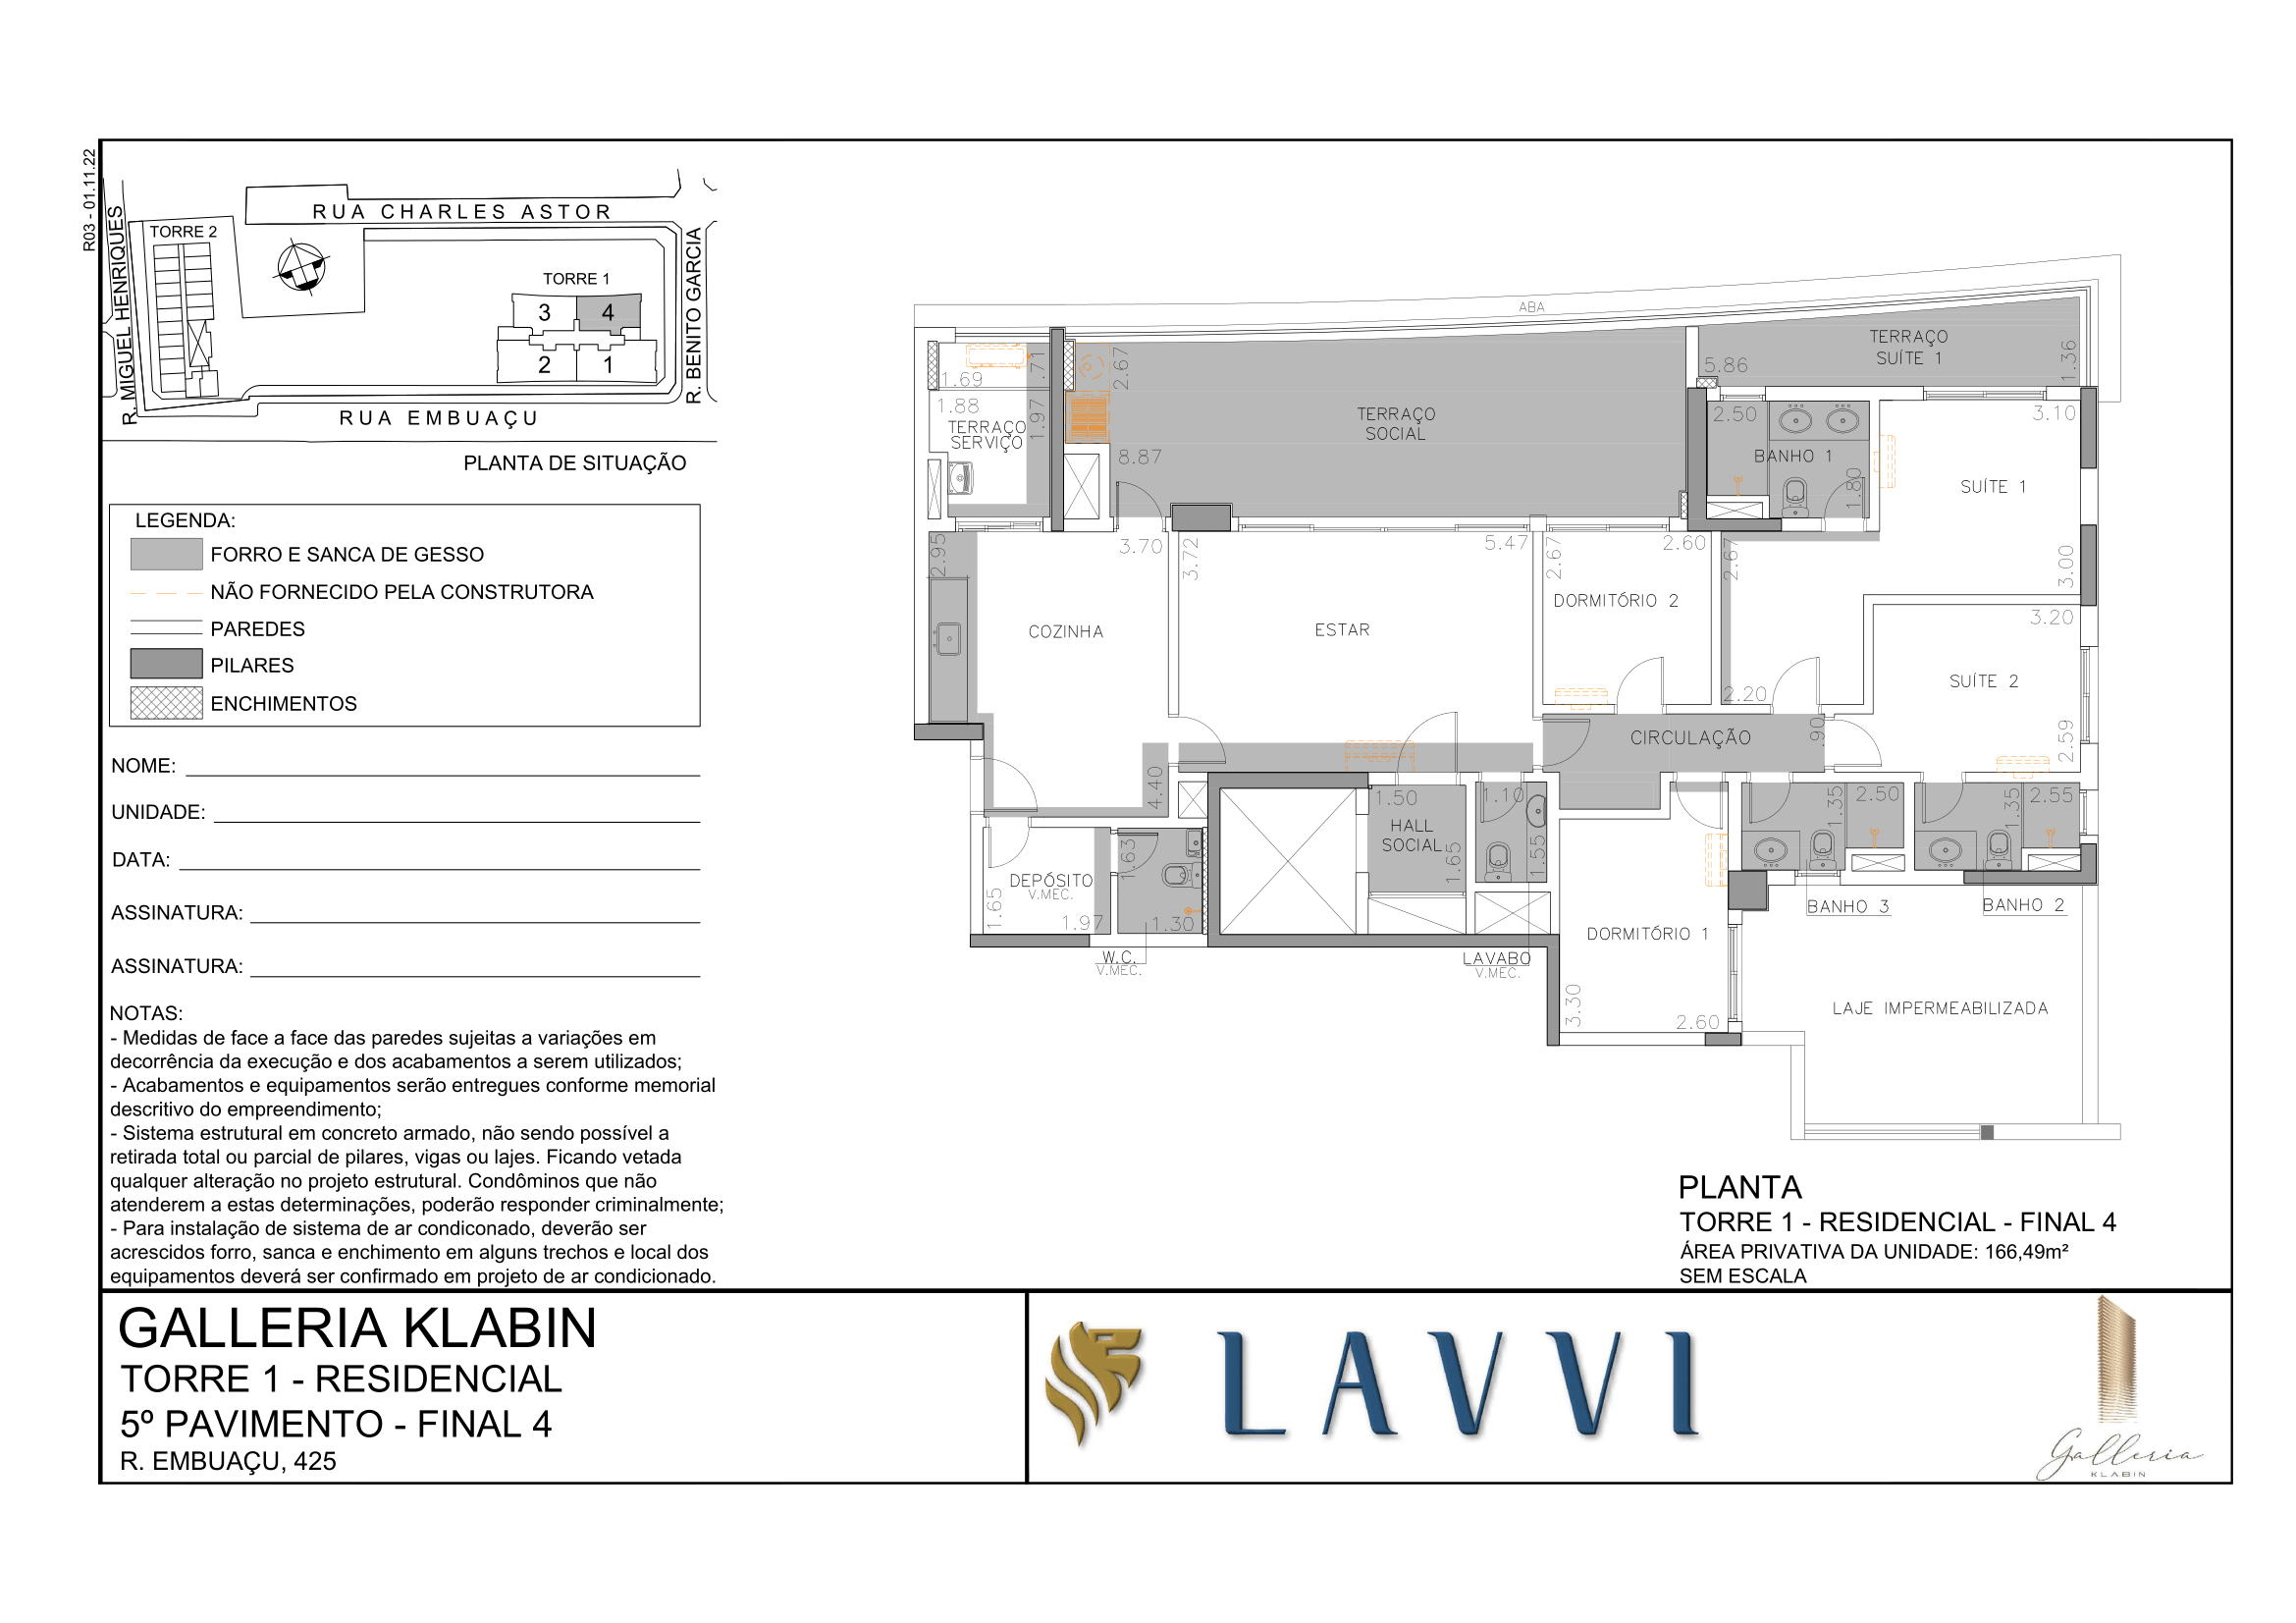 R03 - 01.11.22
RUA CHARLES ASTOR
R. MIGUEL HENRIQUES
TORRE 2
TORRE 1
3
4
2
1
R. BENITO GARCIA
RUA EMBUAÇU
PLANTA DE SITUAÇÃO
LEGENDA:
FORRO E SANCA DE GESSO
NÃO FORNECIDO PELA CONSTRUTORA
PAREDES
PILARES
ENCHIMENTOS
NOME:
UNIDADE:
DATA:
ASSINATURA:
ASSINATURA:
NOTAS:
- Medidas de face a face das paredes sujeitas a variações em
decorrência da execução e dos acabamentos a serem utilizados;
- Acabamentos e equipamentos serão entregues conforme memorial
descritivo do empreendimento;
- Sistema estrutural em concreto armado, não sendo possível a
retirada total ou parcial de pilares, vigas ou lajes. Ficando vetada
qualquer alteração no projeto estrutural. Condôminos que não
atenderem a estas determinações, poderão responder criminalmente;
- Para instalação de sistema de ar condiconado, deverão ser
acrescidos forro, sanca e enchimento em alguns trechos e local dos
equipamentos deverá ser confirmado em projeto de ar condicionado.
ABA
TERRAÇO
SUÍTE 1
5.86
1.36
1.69
.71
2.67
1.88
1.97
TERRAÇO
SERVIÇO
TERRAÇO
SOCIAL
8.87
2.50
BANHO 1
1.80
3.10
SUÍTE 1
3.00
2.95
3.70
3.72
5.47
2.67
2.60
2.67
COZINHA
ESTAR
DORMITÓRIO 2
3.20
SUÍTE 2
2.59
2.20
CIRCULAÇÃO
.90
4.40
1.50
HALL
SOCIAL
1.65
1.10
1.55
1.35
2.50
1.35
2.55
1.63
DEPÓSITO
V.MEC.
1.65
1.97
1.30
W.C.
V.MEC.
LAVABO
V.MEC.
DORMITÓRIO 1
3.30
2.60
BANHO 3
BANHO 2
LAJE IMPERMEABILIZADA
PLANTA
TORRE 1 - RESIDENCIAL - FINAL 4
ÁREA PRIVATIVA DA UNIDADE: 166,49m²
SEM ESCALA
GALLERIA KLABIN
TORRE 1 - RESIDENCIAL
5º PAVIMENTO - FINAL 4
R. EMBUAÇU, 425
LAVVI
Galleria
KLABIN